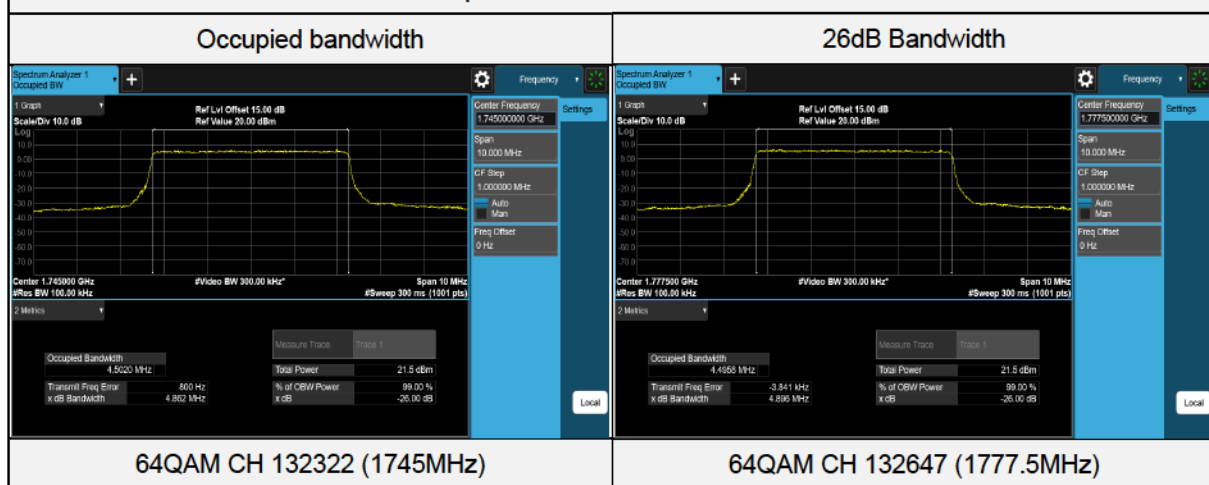 Occupied bandwidth
26dB Bandwidth
Spectrum Analyzer 1
Occupied BW
+
Frequency
1 Graph
Scale/Div 10.0 dB
Ref Lvl Offset 15.00 dB
Ref Value 20.00 dBm
Log
10.0
0.00
-10.0
-20.0
-30.0
-40.0
-50.0
-60.0
-70.0
Center 1.745000 GHz
#Res BW 100.00 kHz
#Video BW 300.00 kHz*
Span 10 MHz
#Sweep 300 ms (1001 pts)
Center Frequency
1.745000000 GHz
Settings
Span
10.000 MHz
CF Step
1.000000 MHz
Auto
Man
Freq Offset
0 Hz
2 Metrics
Measure Trace Trace 1
Occupied Bandwidth
4.5020 MHz
Total Power 21.5 dBm
Transmit Freq Error 800 Hz
% of OBW Power 99.00 %
x dB Bandwidth 4.862 MHz
x dB -26.00 dB
Local
Spectrum Analyzer 1
Occupied BW
+
Frequency
1 Graph
Scale/Div 10.0 dB
Ref Lvl Offset 15.00 dB
Ref Value 20.00 dBm
Log
10.0
0.00
-10.0
-20.0
-30.0
-40.0
-50.0
-60.0
-70.0
Center 1.777500 GHz
#Res BW 100.00 kHz
#Video BW 300.00 kHz*
Span 10 MHz
#Sweep 300 ms (1001 pts)
Center Frequency
1.777500000 GHz
Settings
Span
10.000 MHz
CF Step
1.000000 MHz
Auto
Man
Freq Offset
0 Hz
2 Metrics
Measure Trace Trace 1
Occupied Bandwidth
4.4958 MHz
Total Power 21.5 dBm
Transmit Freq Error -3.841 kHz
% of OBW Power 99.00 %
x dB Bandwidth 4.896 MHz
x dB -26.00 dB
Local
64QAM CH 132322 (1745MHz)
64QAM CH 132647 (1777.5MHz)